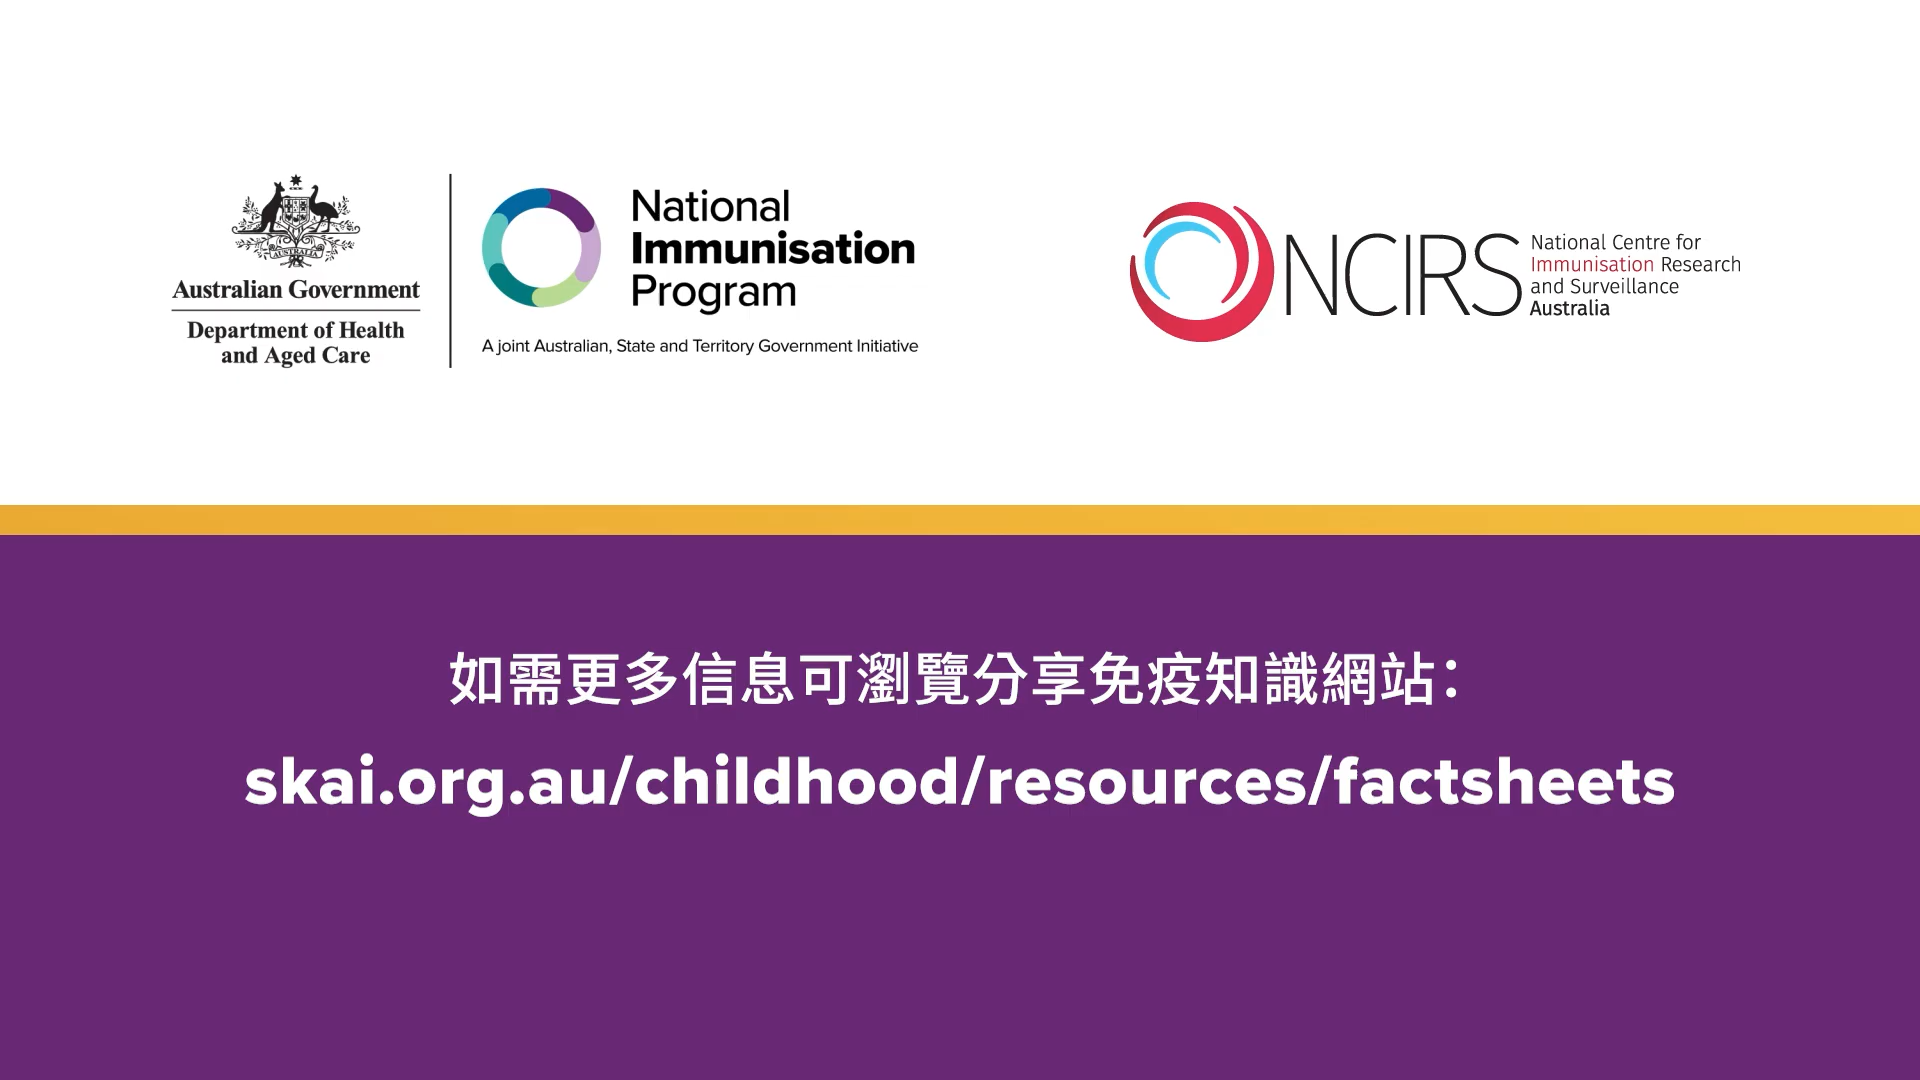 AUSTRALIA
Australian Government
Department of Health
and Aged Care
National
Immunisation
Program
A joint Australian, State and Territory Government Initiative
NCIRS
National Centre for
Immunisation Research
and Surveillance
Australia
如需更多信息可瀏覽分享免疫知識網站：
skai.org.au/childhood/resources/factsheets